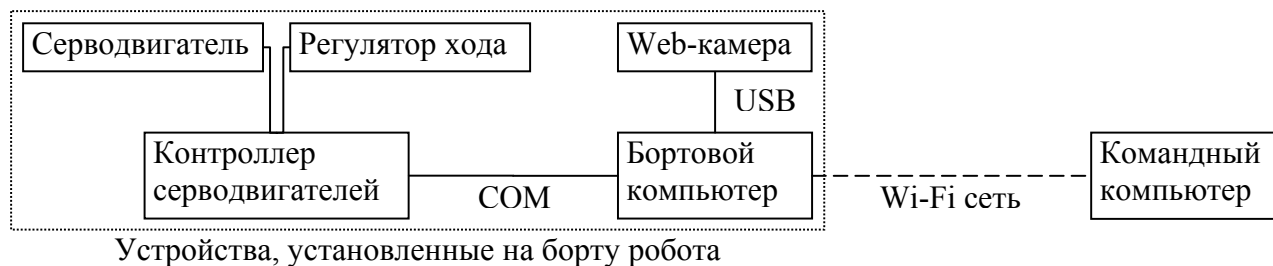 Серводвигатель
Регулятор хода
Web-камера
USB
Контроллер
серводвигателей
COM
Бортовой
компьютер
Wi-Fi сеть
Командный
компьютер
Устройства, установленные на борту робота